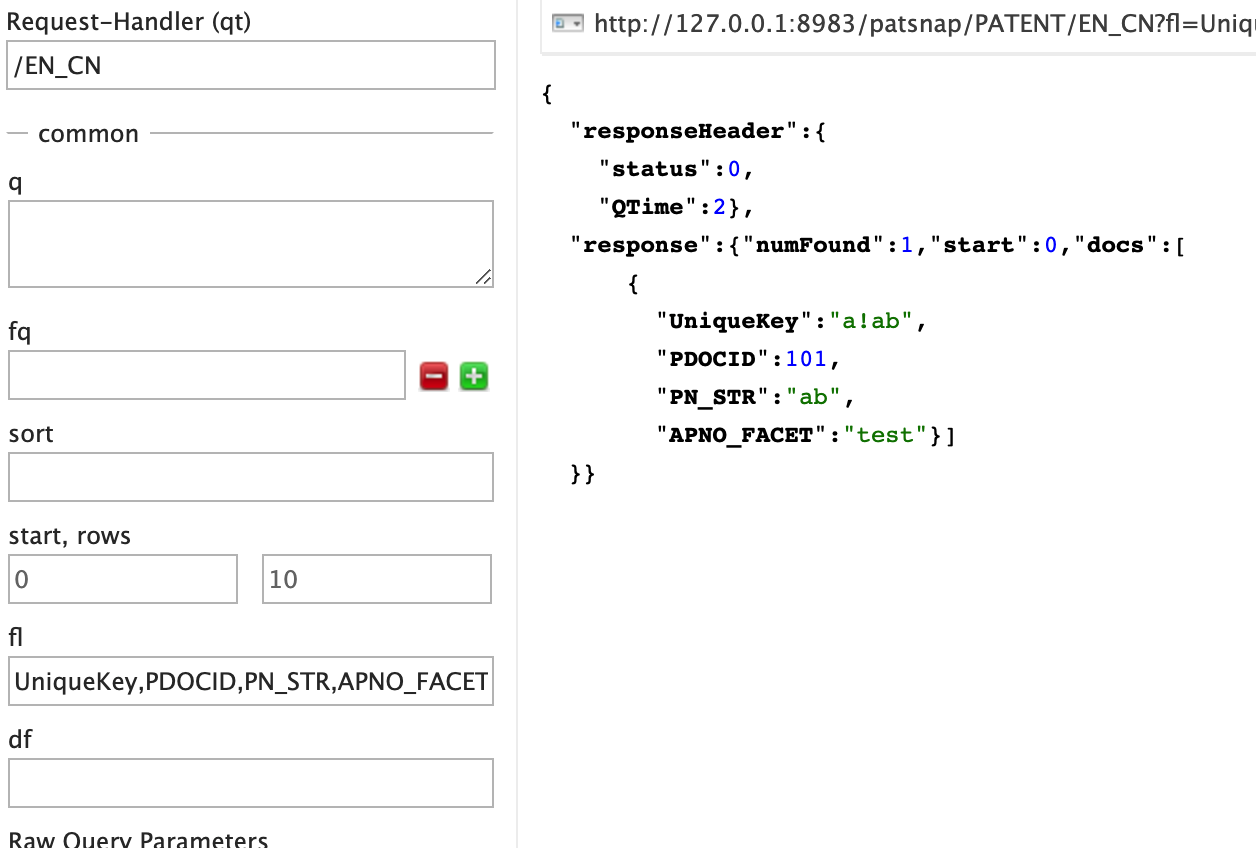 Request-Handler (qt)
/EN_CN
common
q
fq
sort
start, rows
0 10
fl
UniqueKey,PDOCID,PN_STR,APNO_FACET
df
Raw Query Parameters
http://127.0.0.1:8983/patsnap/PATENT/EN_CN?fl=Uniqu
{
"responseHeader":{
"status":0,
"QTime":2},
"response":{"numFound":1,"start":0,"docs":[
{
"UniqueKey":"a!ab",
"PDOCID":101,
"PN_STR":"ab",
"APNO_FACET":"test"}]
}}